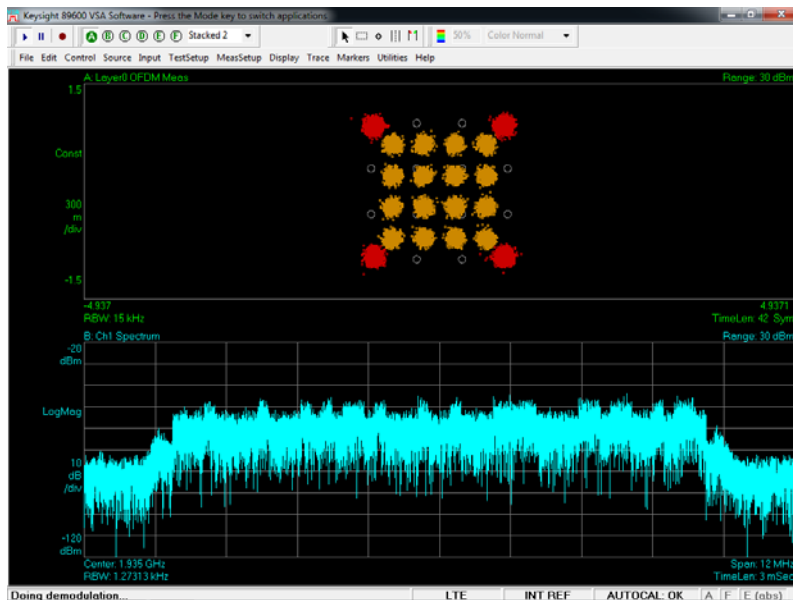 Keysight 89600 VSA Software - Press the Mode key to switch applications
A B C D E F Stacked 2
50% Color Normal
File Edit Control Source Input TestSetup MeasSetup Display Trace Markers Utilities Help
A: Layer0 OFDM Meas Range: 30 dBm
1.5
Const
300
m
/div
-1.5
-4.937 4.9371
RBW: 15 kHz TimeLen: 42 Sym
B: Ch1 Spectrum Range: 30 dBm
-20
dBm
LogMag
10
dB
/div
-120
dBm
Center: 1.935 GHz Span: 12 MHz
RBW: 1.27313 kHz TimeLen: 3 mSec
Doing demodulation... LTE INT REF AUTOCAL: OK A F E (abs)